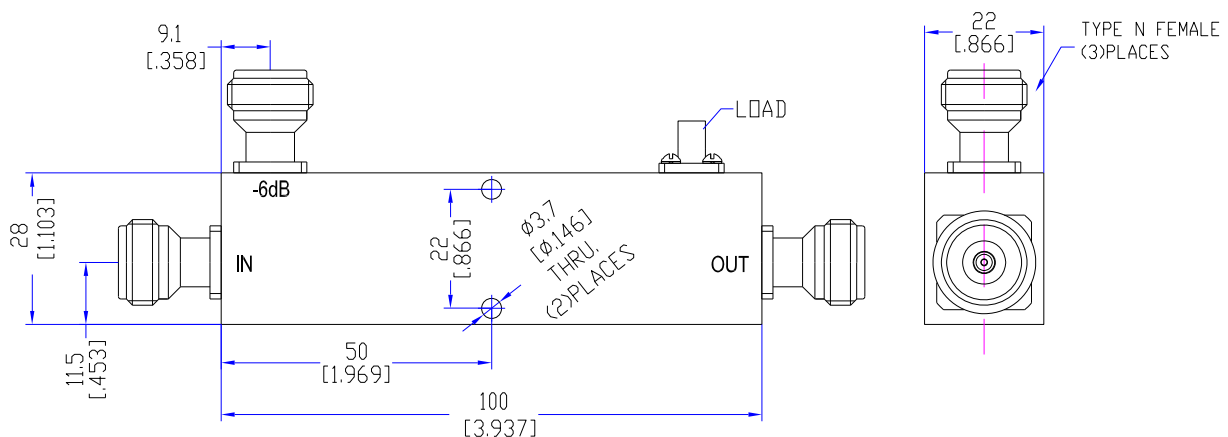 9.1
[.358]
22
[.866]
TYPE N FEMALE
(3)PLACES
LOAD
-6dB
28
[1.103]
22
[.866]
Ø3.7
[Ø.146]
THRU.
(2)PLACES
IN
OUT
11.5
[.453]
50
[1.969]
100
[3.937]